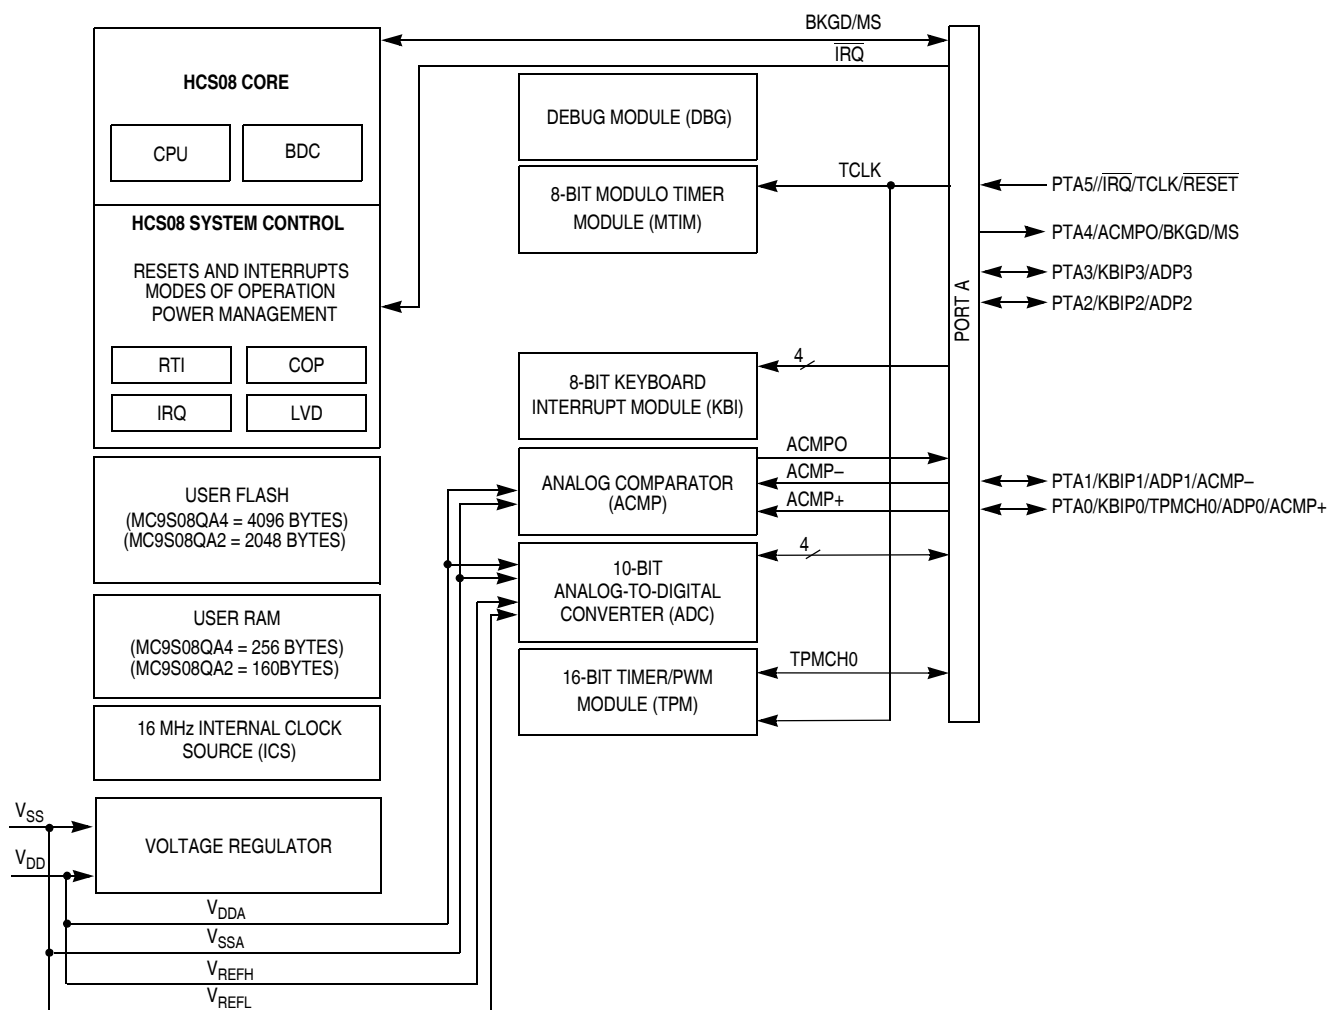 BKGD/MS
IRQ
HCS08 CORE
CPU
BDC
HCS08 SYSTEM CONTROL
RESETS AND INTERRUPTS
MODES OF OPERATION
POWER MANAGEMENT
RTI
COP
IRQ
LVD
USER FLASH
(MC9S08QA4 = 4096 BYTES)
(MC9S08QA2 = 2048 BYTES)
USER RAM
(MC9S08QA4 = 256 BYTES)
(MC9S08QA2 = 160BYTES)
16 MHz INTERNAL CLOCK
SOURCE (ICS)
VSS
VDD
VOLTAGE REGULATOR
VDDA
VSSA
VREFH
VREFL
DEBUG MODULE (DBG)
8-BIT MODULO TIMER
MODULE (MTIM)
TCLK
8-BIT KEYBOARD
INTERRUPT MODULE (KBI)
4
ANALOG COMPARATOR
(ACMP)
ACMPO
ACMP–
ACMP+
10-BIT
ANALOG-TO-DIGITAL
CONVERTER (ADC)
4
16-BIT TIMER/PWM
MODULE (TPM)
TPMCH0
PORT A
PTA5//IRQ/TCLK/RESET
PTA4/ACMPO/BKGD/MS
PTA3/KBIP3/ADP3
PTA2/KBIP2/ADP2
PTA1/KBIP1/ADP1/ACMP–
PTA0/KBIP0/TPMCH0/ADP0/ACMP+